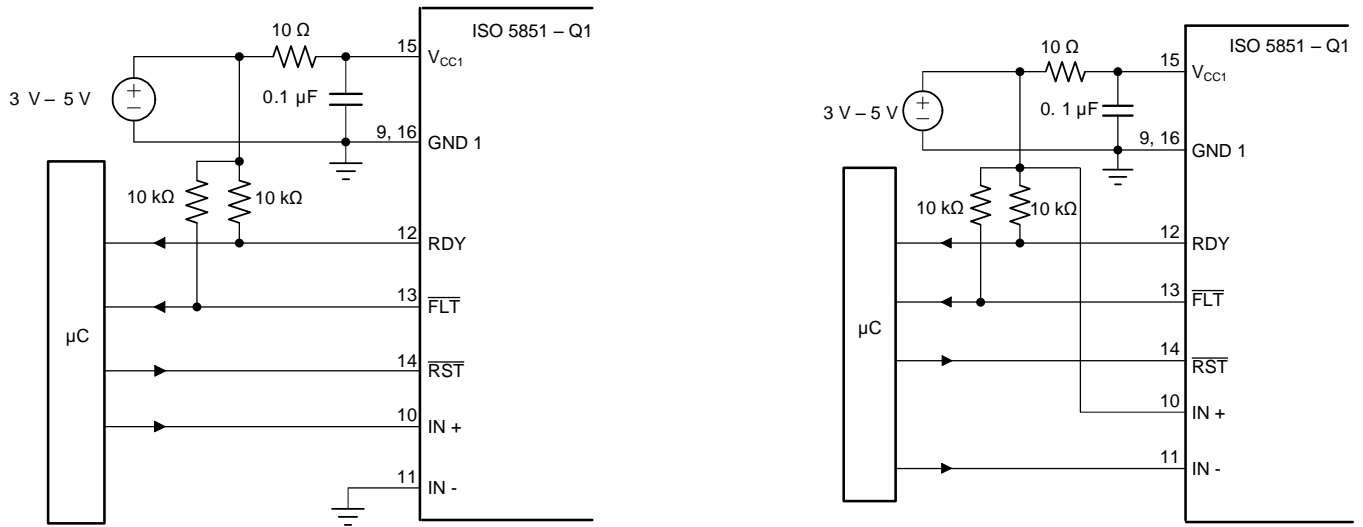 ISO 5851 – Q1
10 Ω
15
VCC1
3 V – 5 V
0.1 µF
9, 16
GND 1
10 kΩ
10 kΩ
12
RDY
13
FLT
µC
14
RST
10
IN +
11
IN -
ISO 5851 – Q1
10 Ω
15
VCC1
3 V – 5 V
0. 1 µF
9, 16
GND 1
10 kΩ
10 kΩ
12
RDY
13
FLT
µC
14
RST
10
IN +
11
IN -